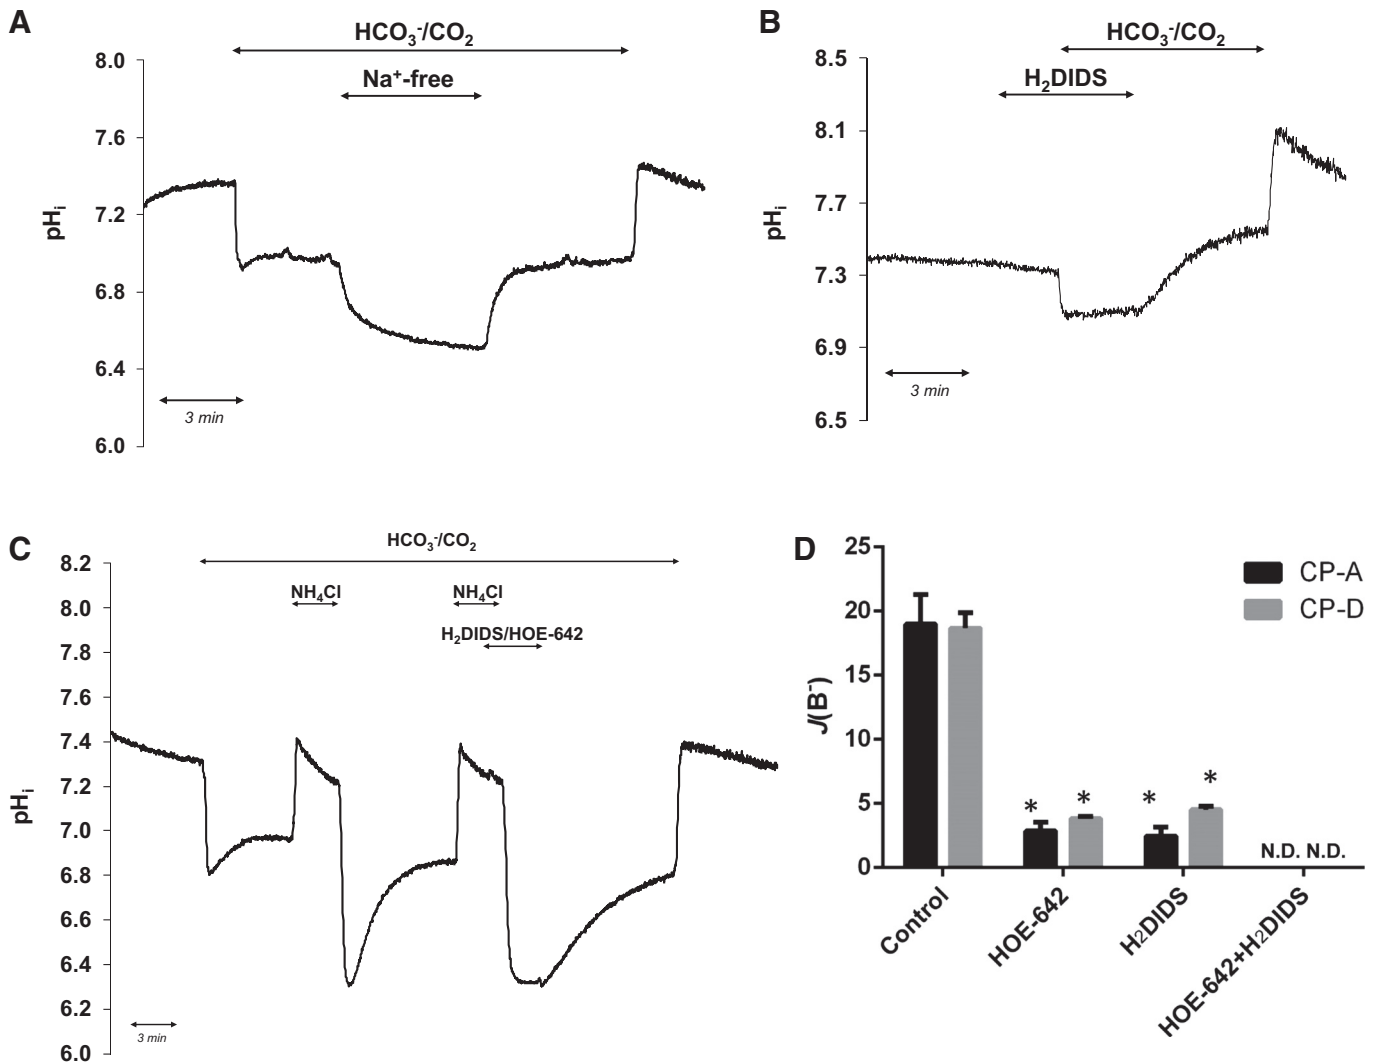 A
HCO₃⁻/CO₂
Na⁺-free
8.0
7.6
7.2
6.8
6.4
6.0
pHᵢ
3 min
B
HCO₃⁻/CO₂
H₂DIDS
8.5
8.1
7.7
7.3
6.9
6.5
pHᵢ
3 min
C
HCO₃⁻/CO₂
NH₄Cl
NH₄Cl
H₂DIDS/HOE-642
8.2
8.0
7.8
7.6
7.4
7.2
7.0
6.8
6.6
6.4
6.2
6.0
pHᵢ
3 min
D
25
20
15
10
5
0
J(B⁻)
CP-A
CP-D
* * * *
N.D. N.D.
Control
HOE-642
H₂DIDS
HOE-642+H₂DIDS